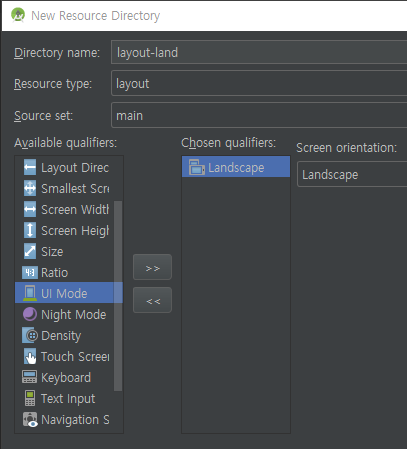 New Resource Directory
Directory name: layout-land
Resource type: layout
Source set: main
Available qualifiers: Chosen qualifiers: Screen orientation:
Layout Direc
Smallest Scre
Screen Width
Screen Heigh
Size
Ratio
UI Mode
Night Mode
Density
Touch Screen
Keyboard
Text Input
Navigation S
>>
<<
Landscape
Landscape